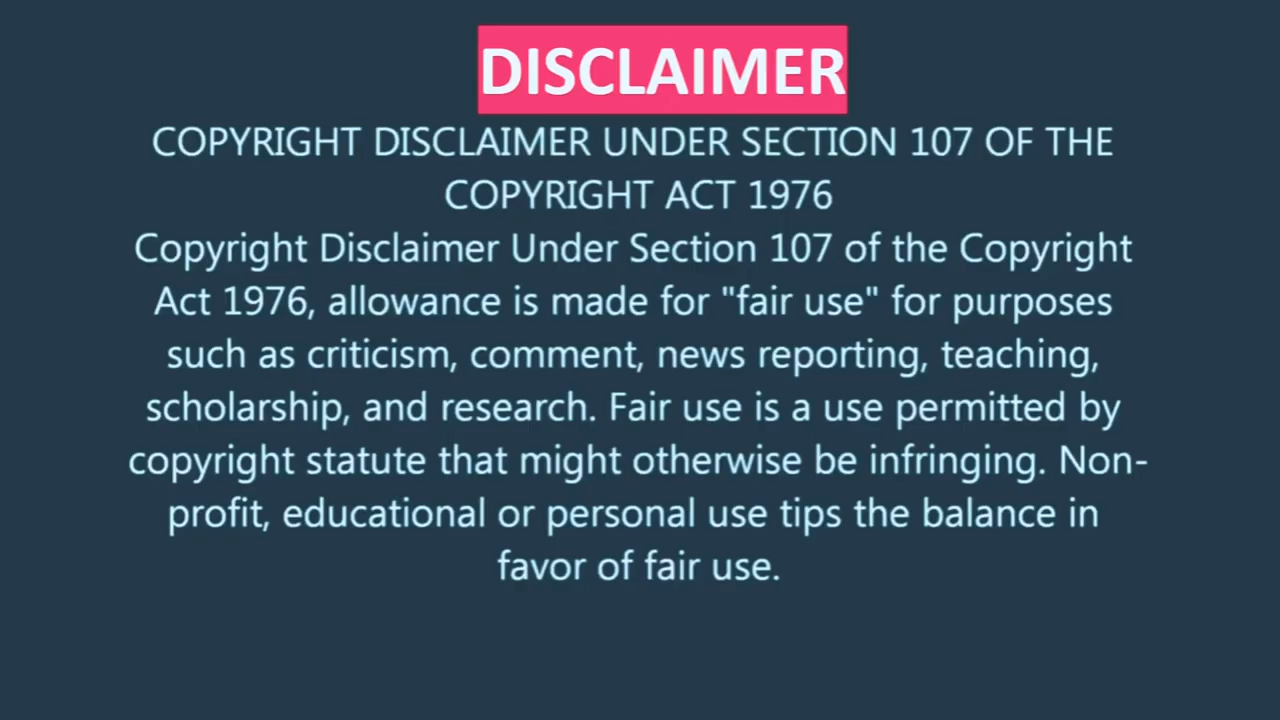 DISCLAIMER
COPYRIGHT DISCLAIMER UNDER SECTION 107 OF THE
COPYRIGHT ACT 1976
Copyright Disclaimer Under Section 107 of the Copyright
Act 1976, allowance is made for "fair use" for purposes
such as criticism, comment, news reporting, teaching,
scholarship, and research. Fair use is a use permitted by
copyright statute that might otherwise be infringing. Non-
profit, educational or personal use tips the balance in
favor of fair use.